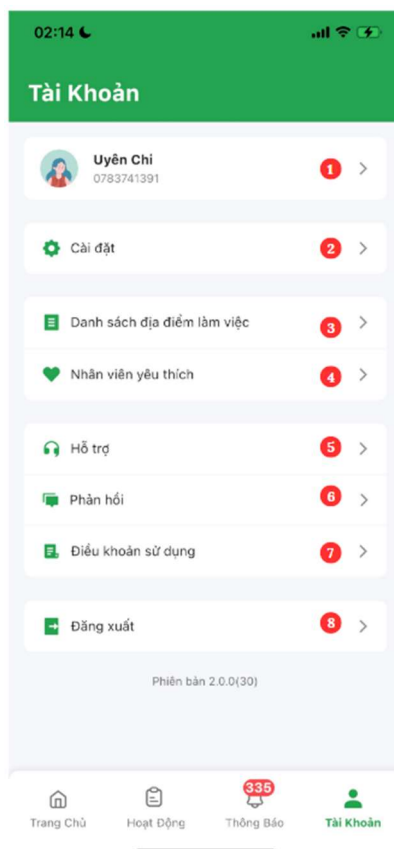 02:14
Tài Khoản
Uyên Chi
0783741391
1
Cài đặt
2
Danh sách địa điểm làm việc
3
Nhân viên yêu thích
4
Hỗ trợ
5
Phản hồi
6
Điều khoản sử dụng
7
Đăng xuất
8
Phiên bản 2.0.0(30)
335
Trang Chủ
Hoạt Động
Thông Báo
Tài Khoản